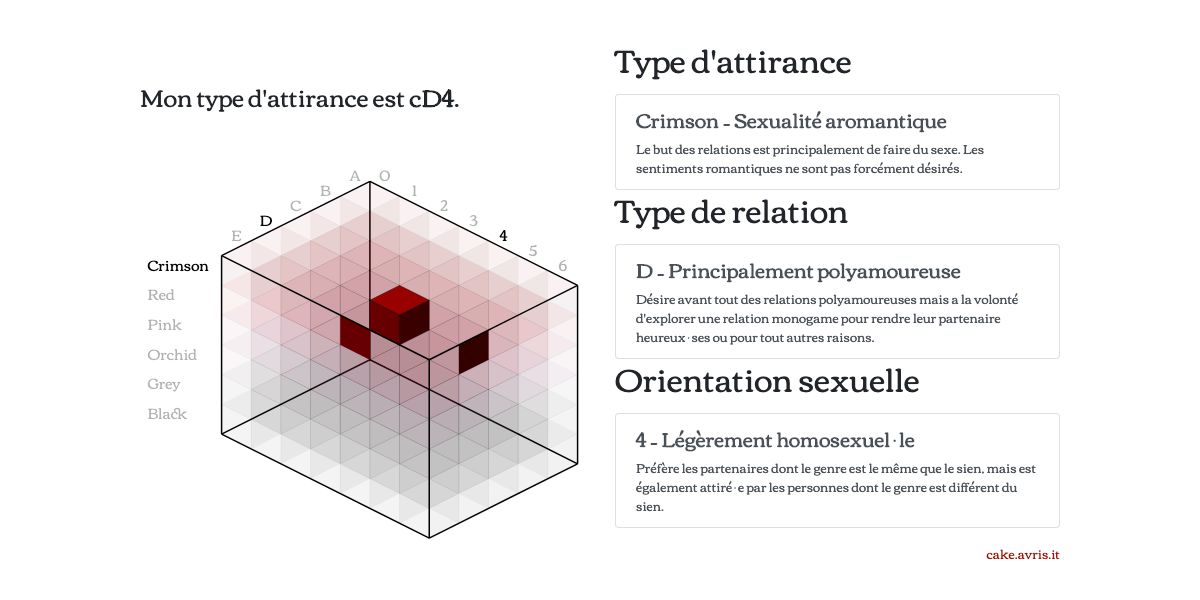 Mon type d'attirance est cD4.
A O
B 1
C 2
D 3
E 4
5
6
Crimson
Red
Pink
Orchid
Grey
Black
Type d'attirance
Crimson - Sexualité aromantique
Le but des relations est principalement de faire du sexe. Les
sentiments romantiques ne sont pas forcément désirés.
Type de relation
D - Principalement polyamoureuse
Désire avant tout des relations polyamoureuses mais a la volonté
d'explorer une relation monogame pour rendre leur partenaire
heureux·ses ou pour tout autres raisons.
Orientation sexuelle
4 - Légèrement homosexuel·le
Préfère les partenaires dont le genre est le même que le sien, mais est
également attiré·e par les personnes dont le genre est différent du
sien.
cake.avris.it